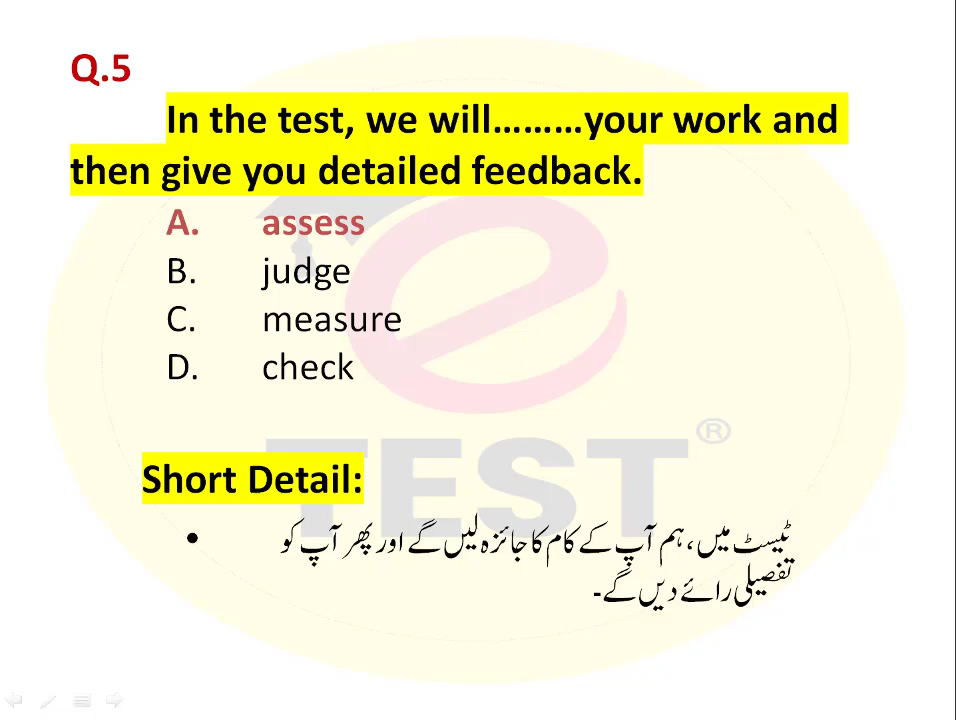 Q.5
In the test, we will………your work and
then give you detailed feedback.
A. assess
B. judge
C. measure
D. check
e
TEST®
Short Detail:
• ٹیسٹ میں، ہم آپ کے کام کا جائزہ لیں گے اور پھر آپ کو
تفصیلی رائے دیں گے۔